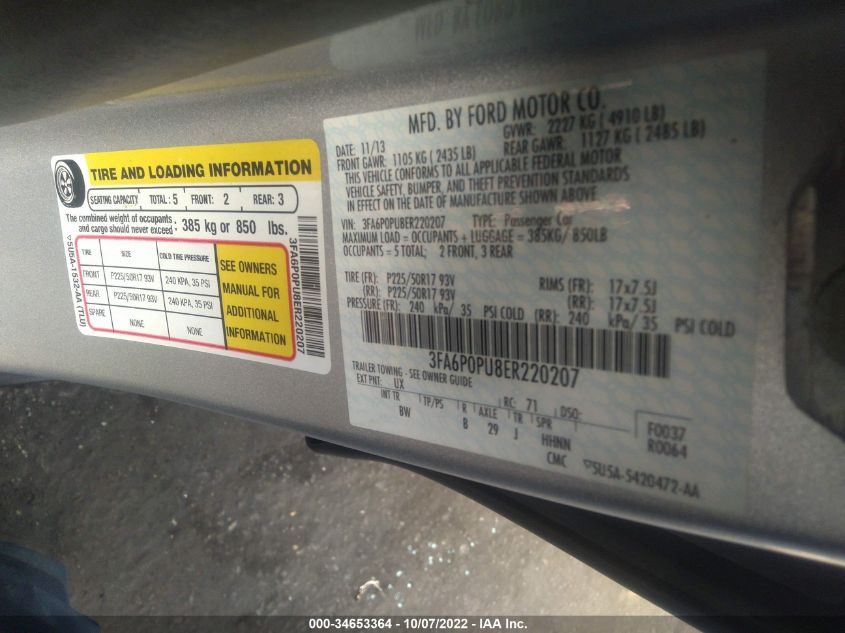 TIRE AND LOADING INFORMATION
SEATING CAPACITY TOTAL: 5 FRONT: 2 REAR: 3
The combined weight of occupants and cargo should never exceed: 385 kg or 850 lbs.
TIRE SIZE COLD TIRE PRESSURE
FRONT P225/50R17 93V 240 KPA, 35 PSI
REAR P225/50R17 93V 240 KPA, 35 PSI
SPARE NONE NONE
SEE OWNERS
MANUAL FOR
ADDITIONAL
INFORMATION
5U5A-1532-AA (TLU)
3FA6P0PU8ER220207
MFD. BY FORD MOTOR CO.
DATE: 11/13 GVWR: 2227 KG ( 4910 LB)
FRONT GAWR: 1105 KG ( 2435 LB) REAR GAWR: 1127 KG ( 2485 LB)
THIS VEHICLE CONFORMS TO ALL APPLICABLE FEDERAL MOTOR
VEHICLE SAFETY, BUMPER, AND THEFT PREVENTION STANDARDS
IN EFFECT ON THE DATE OF MANUFACTURE SHOWN ABOVE
VIN: 3FA6P0PU8ER220207 TYPE: Passenger Car
MAXIMUM LOAD = OCCUPANTS + LUGGAGE = 385KG/ 850LB
OCCUPANTS = 5 TOTAL; 2 FRONT, 3 REAR
TIRE (FR): P225/50R17 93V RIMS (FR): 17x7.5J
(RR): P225/50R17 93V (RR): 17x7.5J
PRESSURE (FR): 240 kPa/ 35 PSI COLD (RR): 240 kPa/ 35 PSI COLD
3FA6P0PU8ER220207
TRAILER TOWING - SEE OWNER GUIDE
EXT PNT: UX RC: 71 DSO:
INT TR TP/PS R AXLE TR SPR
BW B 29 J HHNN
F0037
R0064
CMC 5U5A-5420472-AA
000-34653364 - 10/07/2022 - IAA Inc.